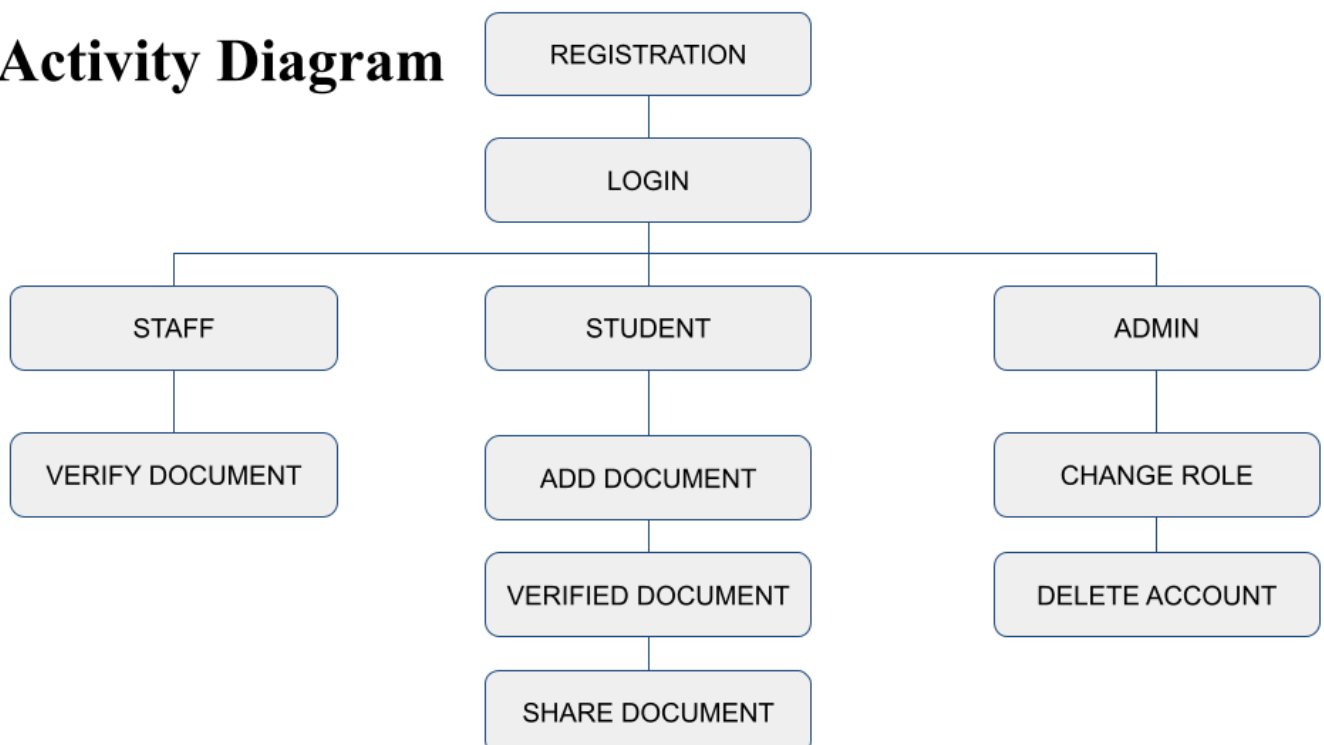 Activity Diagram
REGISTRATION
LOGIN
STAFF
STUDENT
ADMIN
VERIFY DOCUMENT
ADD DOCUMENT
CHANGE ROLE
VERIFIED DOCUMENT
DELETE ACCOUNT
SHARE DOCUMENT